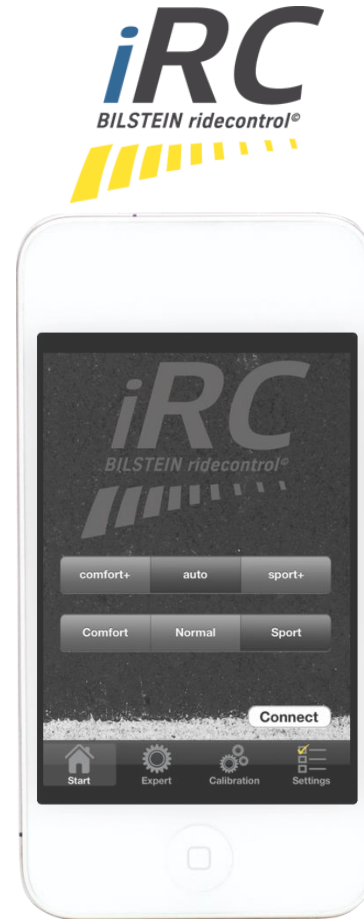 iRC
BILSTEIN ridecontrol©
iRC
BILSTEIN ridecontrol©
comfort+ auto sport+
Comfort Normal Sport
Connect
Start Expert Calibration Settings